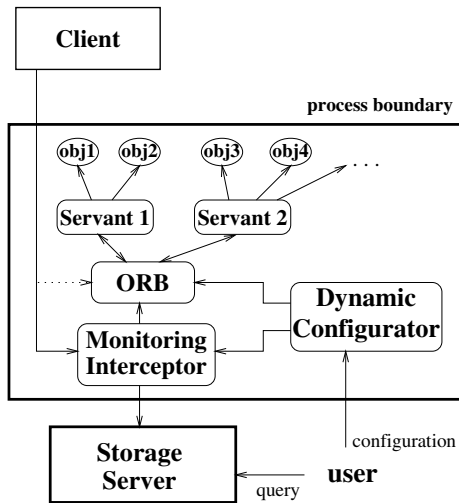 Client
process boundary
obj1 obj2 obj3 obj4
. . .
Servant 1 Servant 2
ORB
Dynamic
Configurator
Monitoring
Interceptor
configuration
Storage
Server
user
query